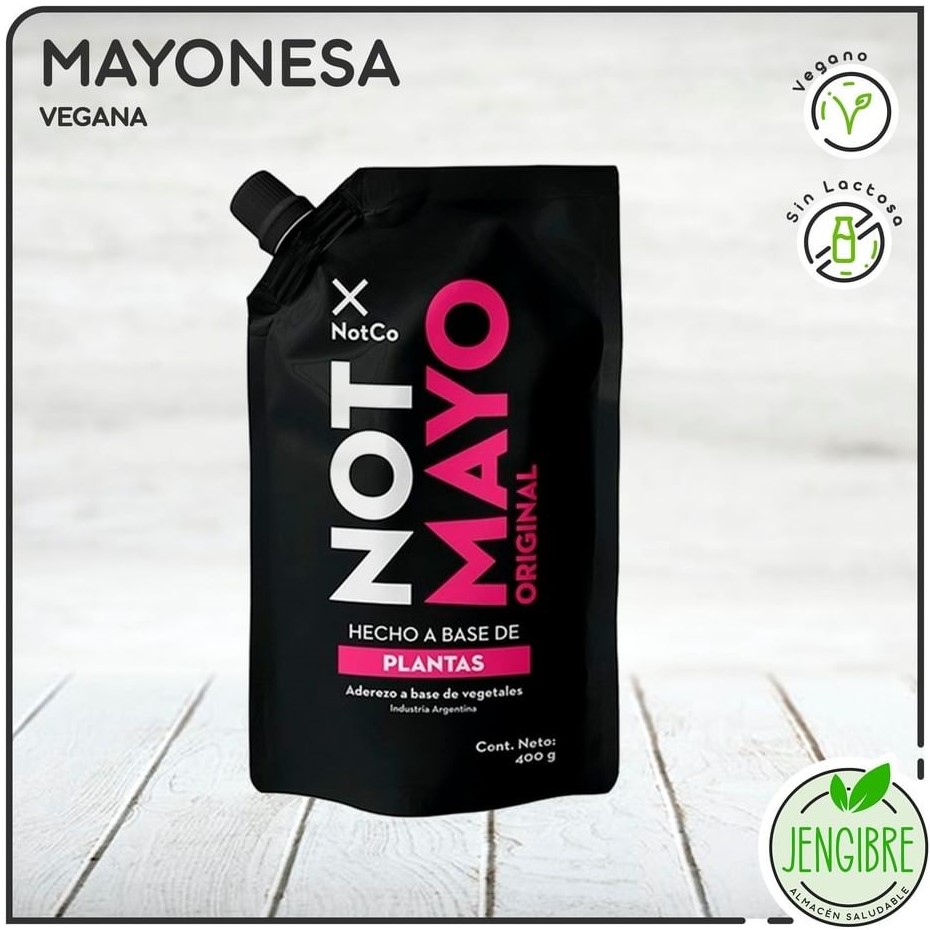 MAYONESA
VEGANA
Vegano
V
Sin Lactosa
NotCo
NOT
MAYO
ORIGINAL
HECHO A BASE DE
PLANTAS
Aderezo a base de vegetales
Industria Argentina
Cont. Neto:
400 g
JENGIBRE
ALMACÉN SALUDABLE